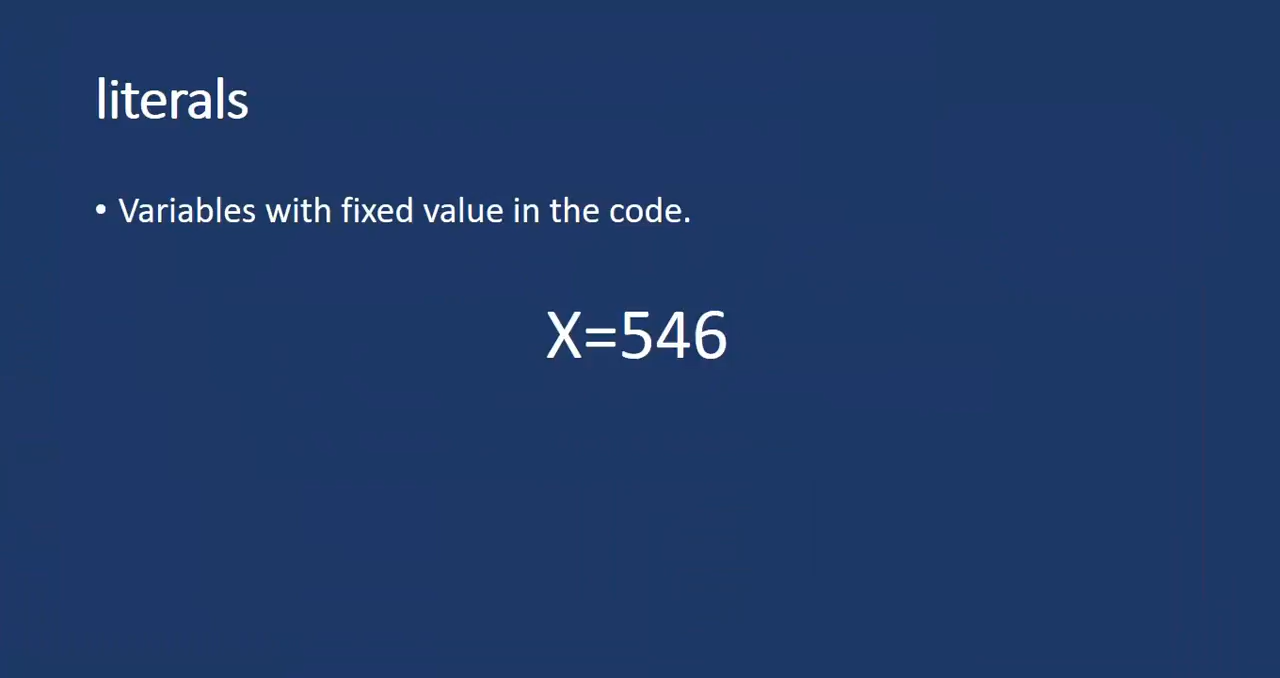 literals
• Variables with fixed value in the code.
X=546